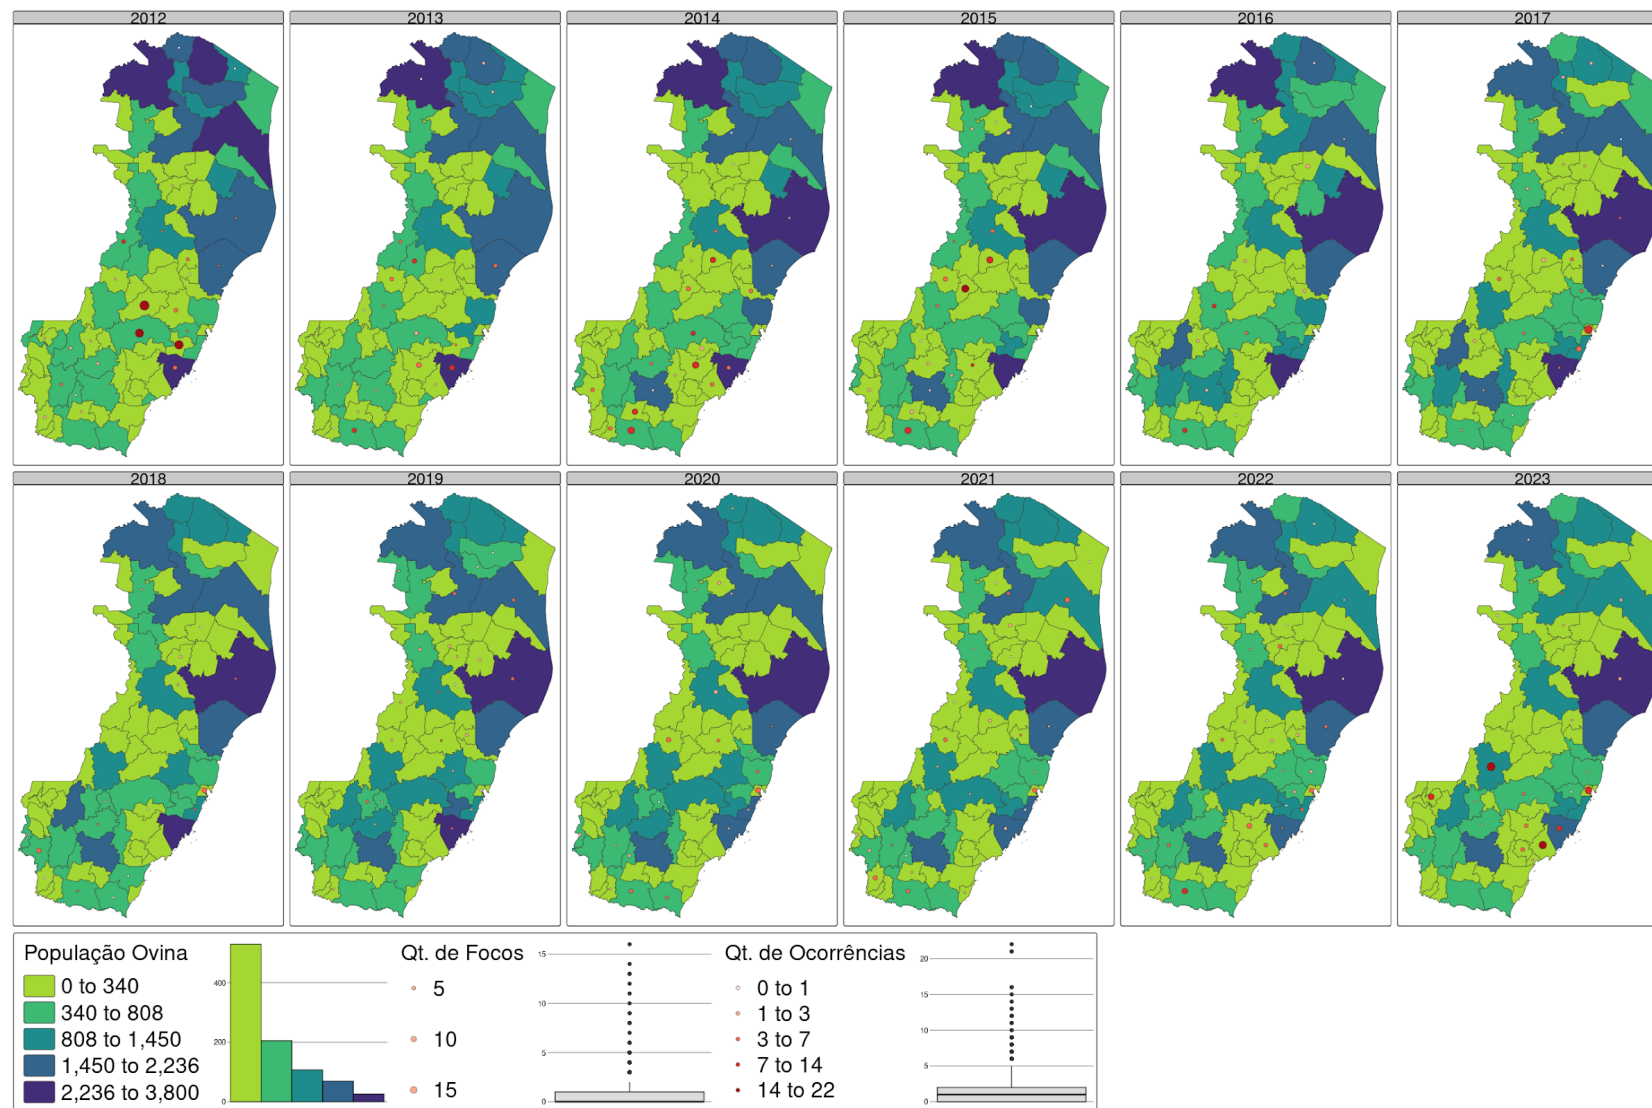 2012 2013 2014 2015 2016 2017
2018 2019 2020 2021 2022 2023
População Ovina
0 to 340
340 to 808
808 to 1,450
1,450 to 2,236
2,236 to 3,800
400
200
0
Qt. de Focos
5
10
15
15
10
5
0
Qt. de Ocorrências
0 to 1
1 to 3
3 to 7
7 to 14
14 to 22
20
15
10
5
0